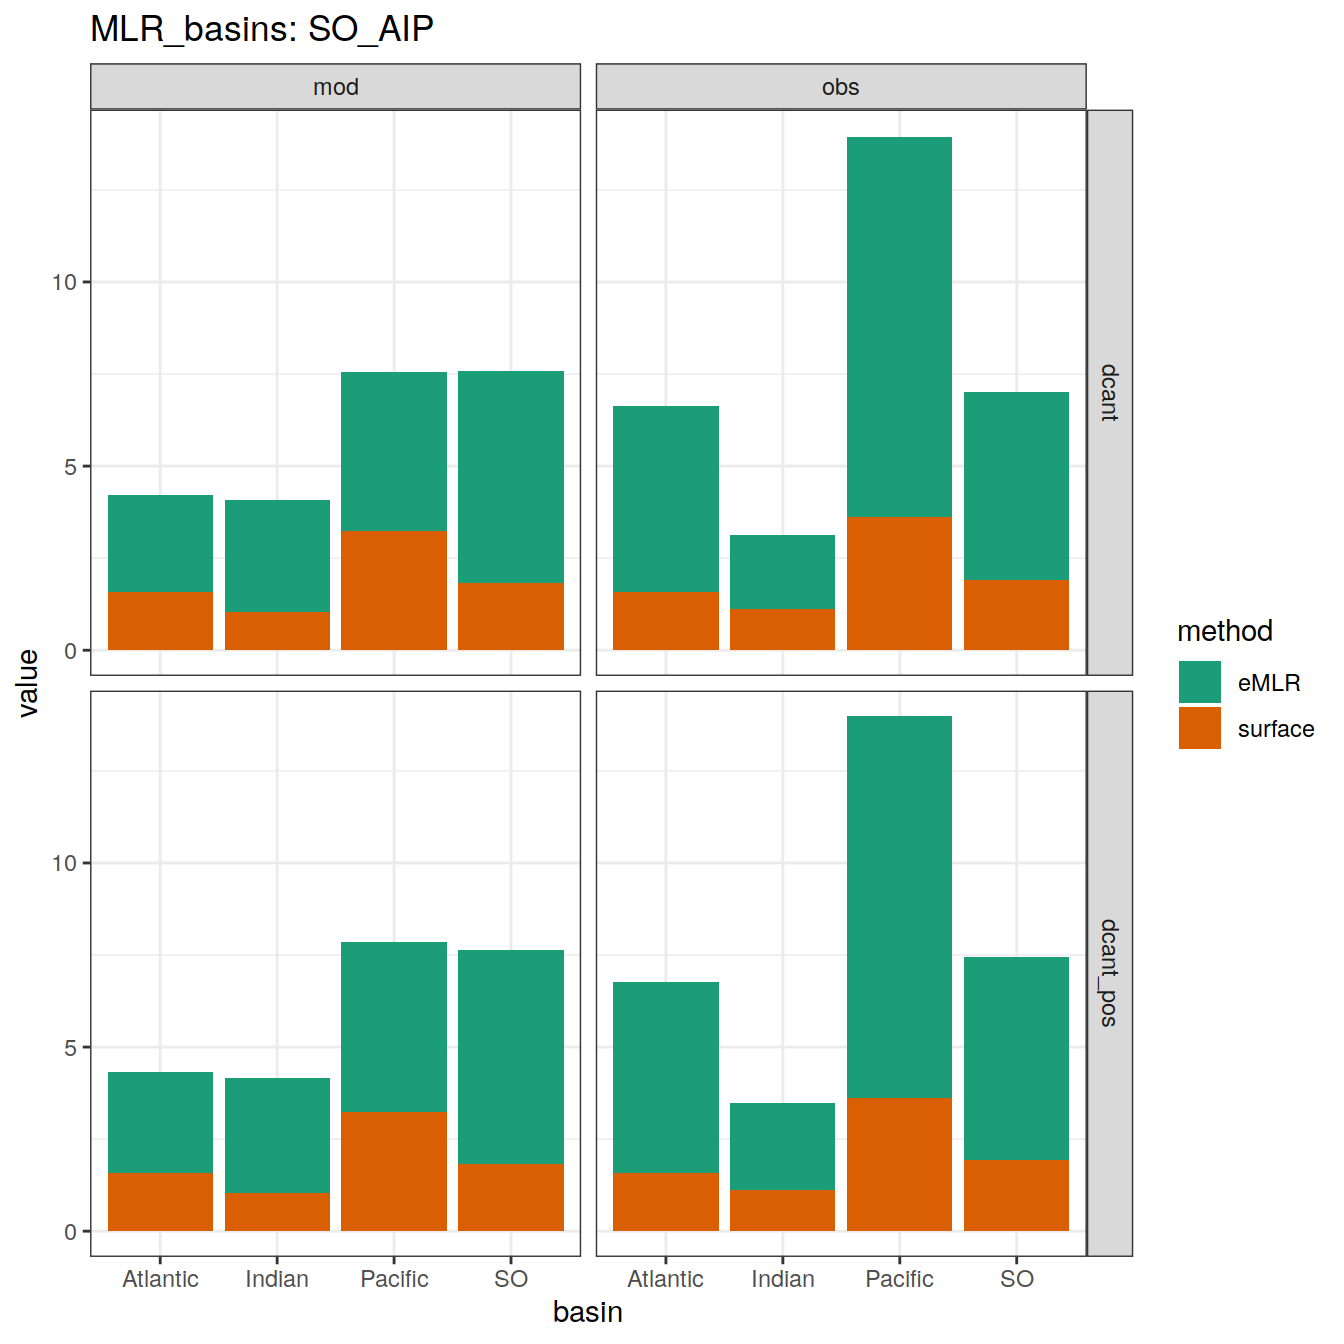 MLR_basins: SO_AIP
mod
obs
10
5
0
dcant
10
5
0
dcant_pos
value
Atlantic Indian Pacific SO
Atlantic Indian Pacific SO
basin
method
eMLR
surface